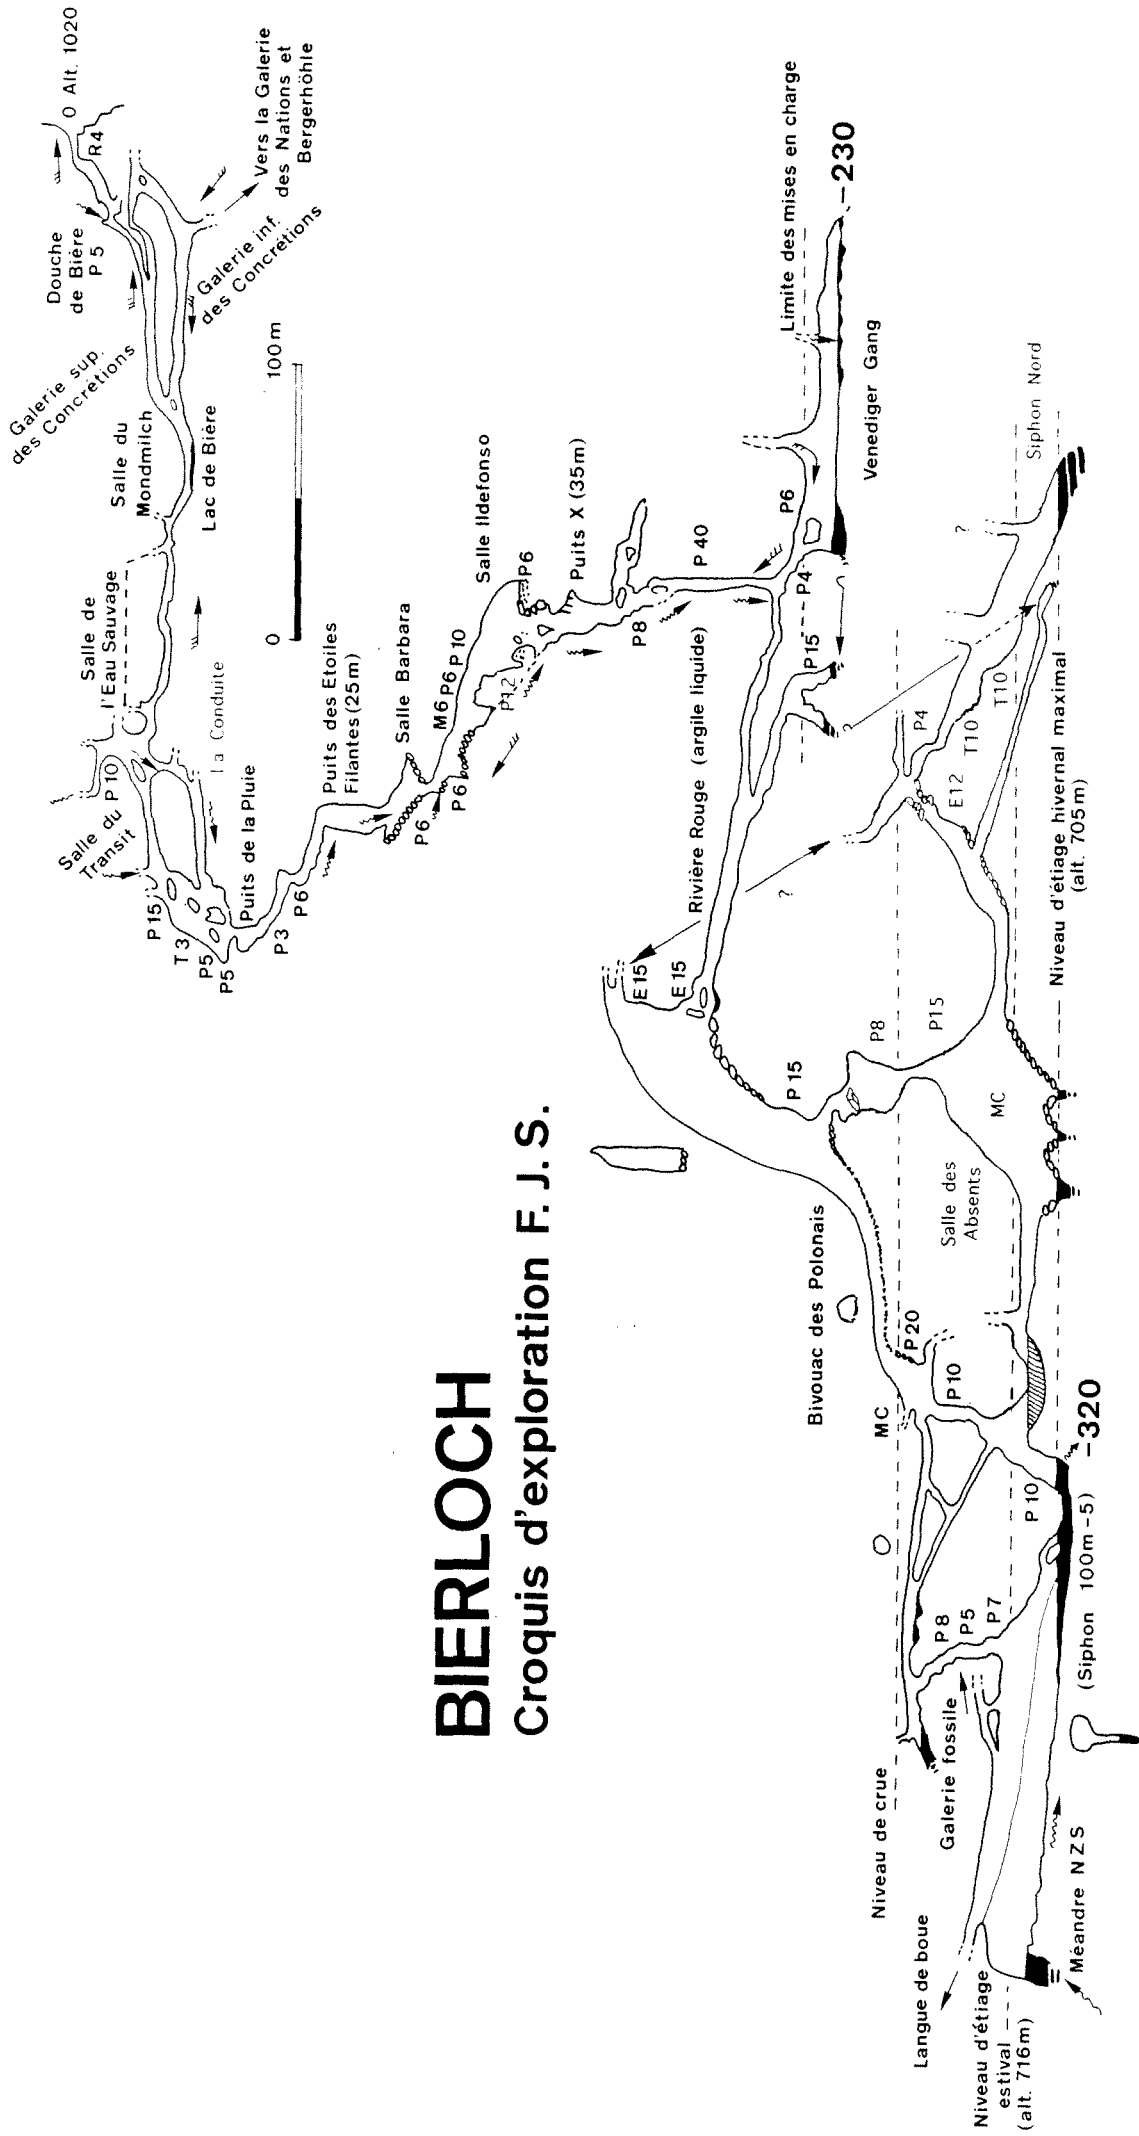 BIERLOCH
Croquis d'exploration F. J. S.
0 Alt. 1020
R4
Douche
de Bière
P 5
Vers la Galerie
des Nations et
Bergerhöhle
Galerie inf.
des Concrétions
Galerie sup.
des Concrétions
Salle du
Mondmilch
Lac de Bière
0
100m
Salle de
l'Eau Sauvage
la Conduite
P 10
Salle du
Transit
P15
T 3
P5
P5
Puits de la Pluie
P3
P6
Puits des Etoiles
Filantes (25m)
Salle Barbara
P6
P6
M6
P6
P 10
Salle Ildefonso
P12
P6
Puits X (35m)
P8
P 40
P6
Limite des mises en charge
-230
Venediger Gang
P4
P15
Rivière Rouge (argile liquide)
?
?
E15
E15
P 15
P8
P15
P4
T10
T10
E12
?
Siphon Nord
Niveau d'étiage hivernal maximal
(alt. 705m)
MC
Salle des
Absents
Bivouac des Polonais
P20
P10
MC
-320
P 10
(Siphon 100m -5)
P8
P5
P7
Niveau de crue
Galerie fossile
Langue de boue
Niveau d'étiage
estival
(alt. 716m)
Méandre NZS